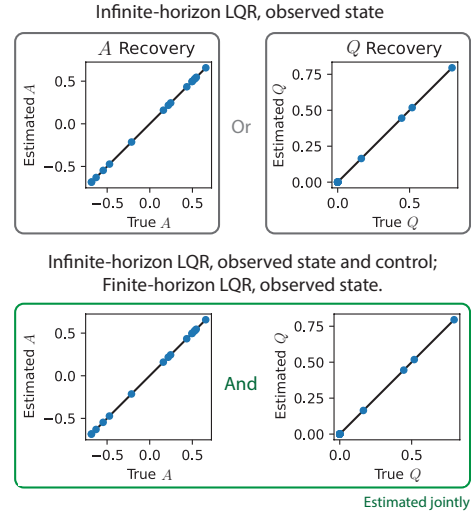 Infinite-horizon LQR, observed state
A Recovery
Q Recovery
Estimated A
0.5
0.0
−0.5
−0.5
0.0
0.5
True A
Or
Estimated Q
0.75
0.50
0.25
0.00
0.0
0.5
True Q
Infinite-horizon LQR, observed state and control;
Finite-horizon LQR, observed state.
Estimated A
0.5
0.0
−0.5
−0.5
0.0
0.5
True A
And
Estimated Q
0.75
0.50
0.25
0.00
0.0
0.5
True Q
Estimated jointly